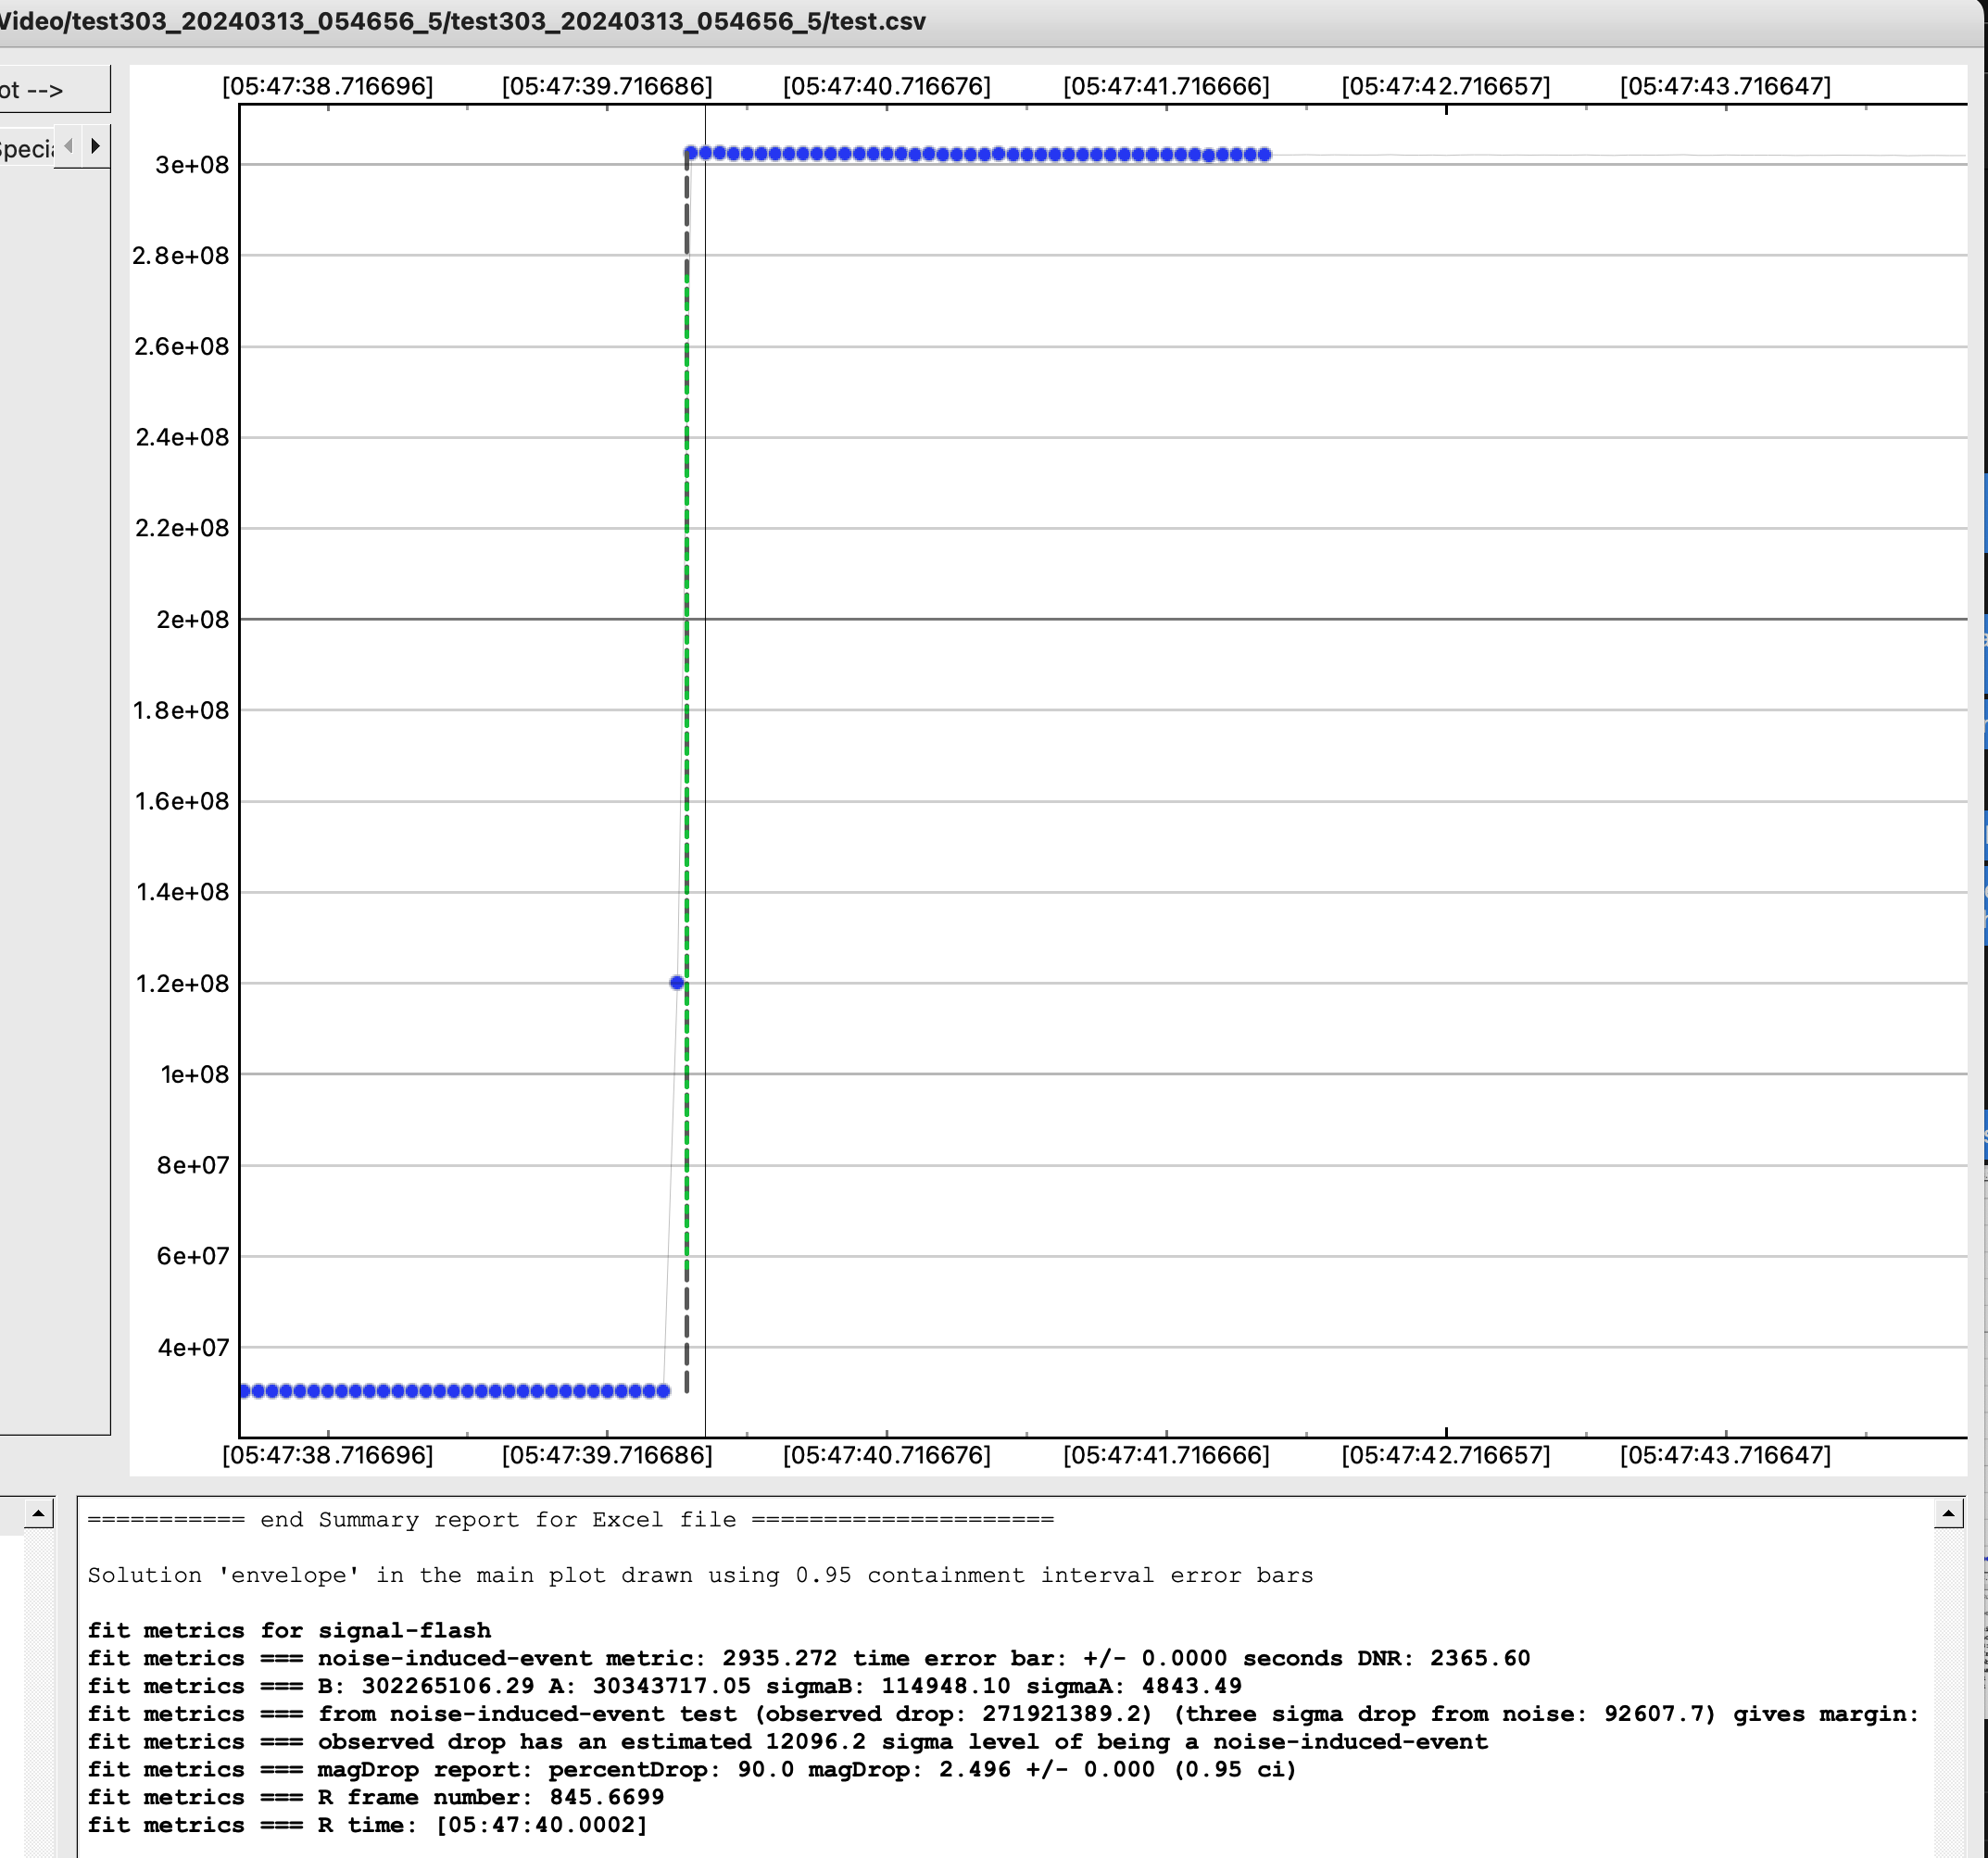 Video/test303_20240313_054656_5/test303_20240313_054656_5/test.csv
ot -->
[05:47:38.716696] [05:47:39.716686] [05:47:40.716676] [05:47:41.716666] [05:47:42.716657] [05:47:43.716647]
3e+08
2.8e+08
2.6e+08
2.4e+08
2.2e+08
2e+08
1.8e+08
1.6e+08
1.4e+08
1.2e+08
1e+08
8e+07
6e+07
4e+07
[05:47:38.716696] [05:47:39.716686] [05:47:40.716676] [05:47:41.716666] [05:47:42.716657] [05:47:43.716647]
=========== end Summary report for Excel file =====================
Solution 'envelope' in the main plot drawn using 0.95 containment interval error bars
fit metrics for signal-flash
fit metrics === noise-induced-event metric: 2935.272 time error bar: +/- 0.0000 seconds DNR: 2365.60
fit metrics === B: 302265106.29 A: 30343717.05 sigmaB: 114948.10 sigmaA: 4843.49
fit metrics === from noise-induced-event test (observed drop: 271921389.2) (three sigma drop from noise: 92607.7) gives margin:
fit metrics === observed drop has an estimated 12096.2 sigma level of being a noise-induced-event
fit metrics === magDrop report: percentDrop: 90.0 magDrop: 2.496 +/- 0.000 (0.95 ci)
fit metrics === R frame number: 845.6699
fit metrics === R time: [05:47:40.0002]